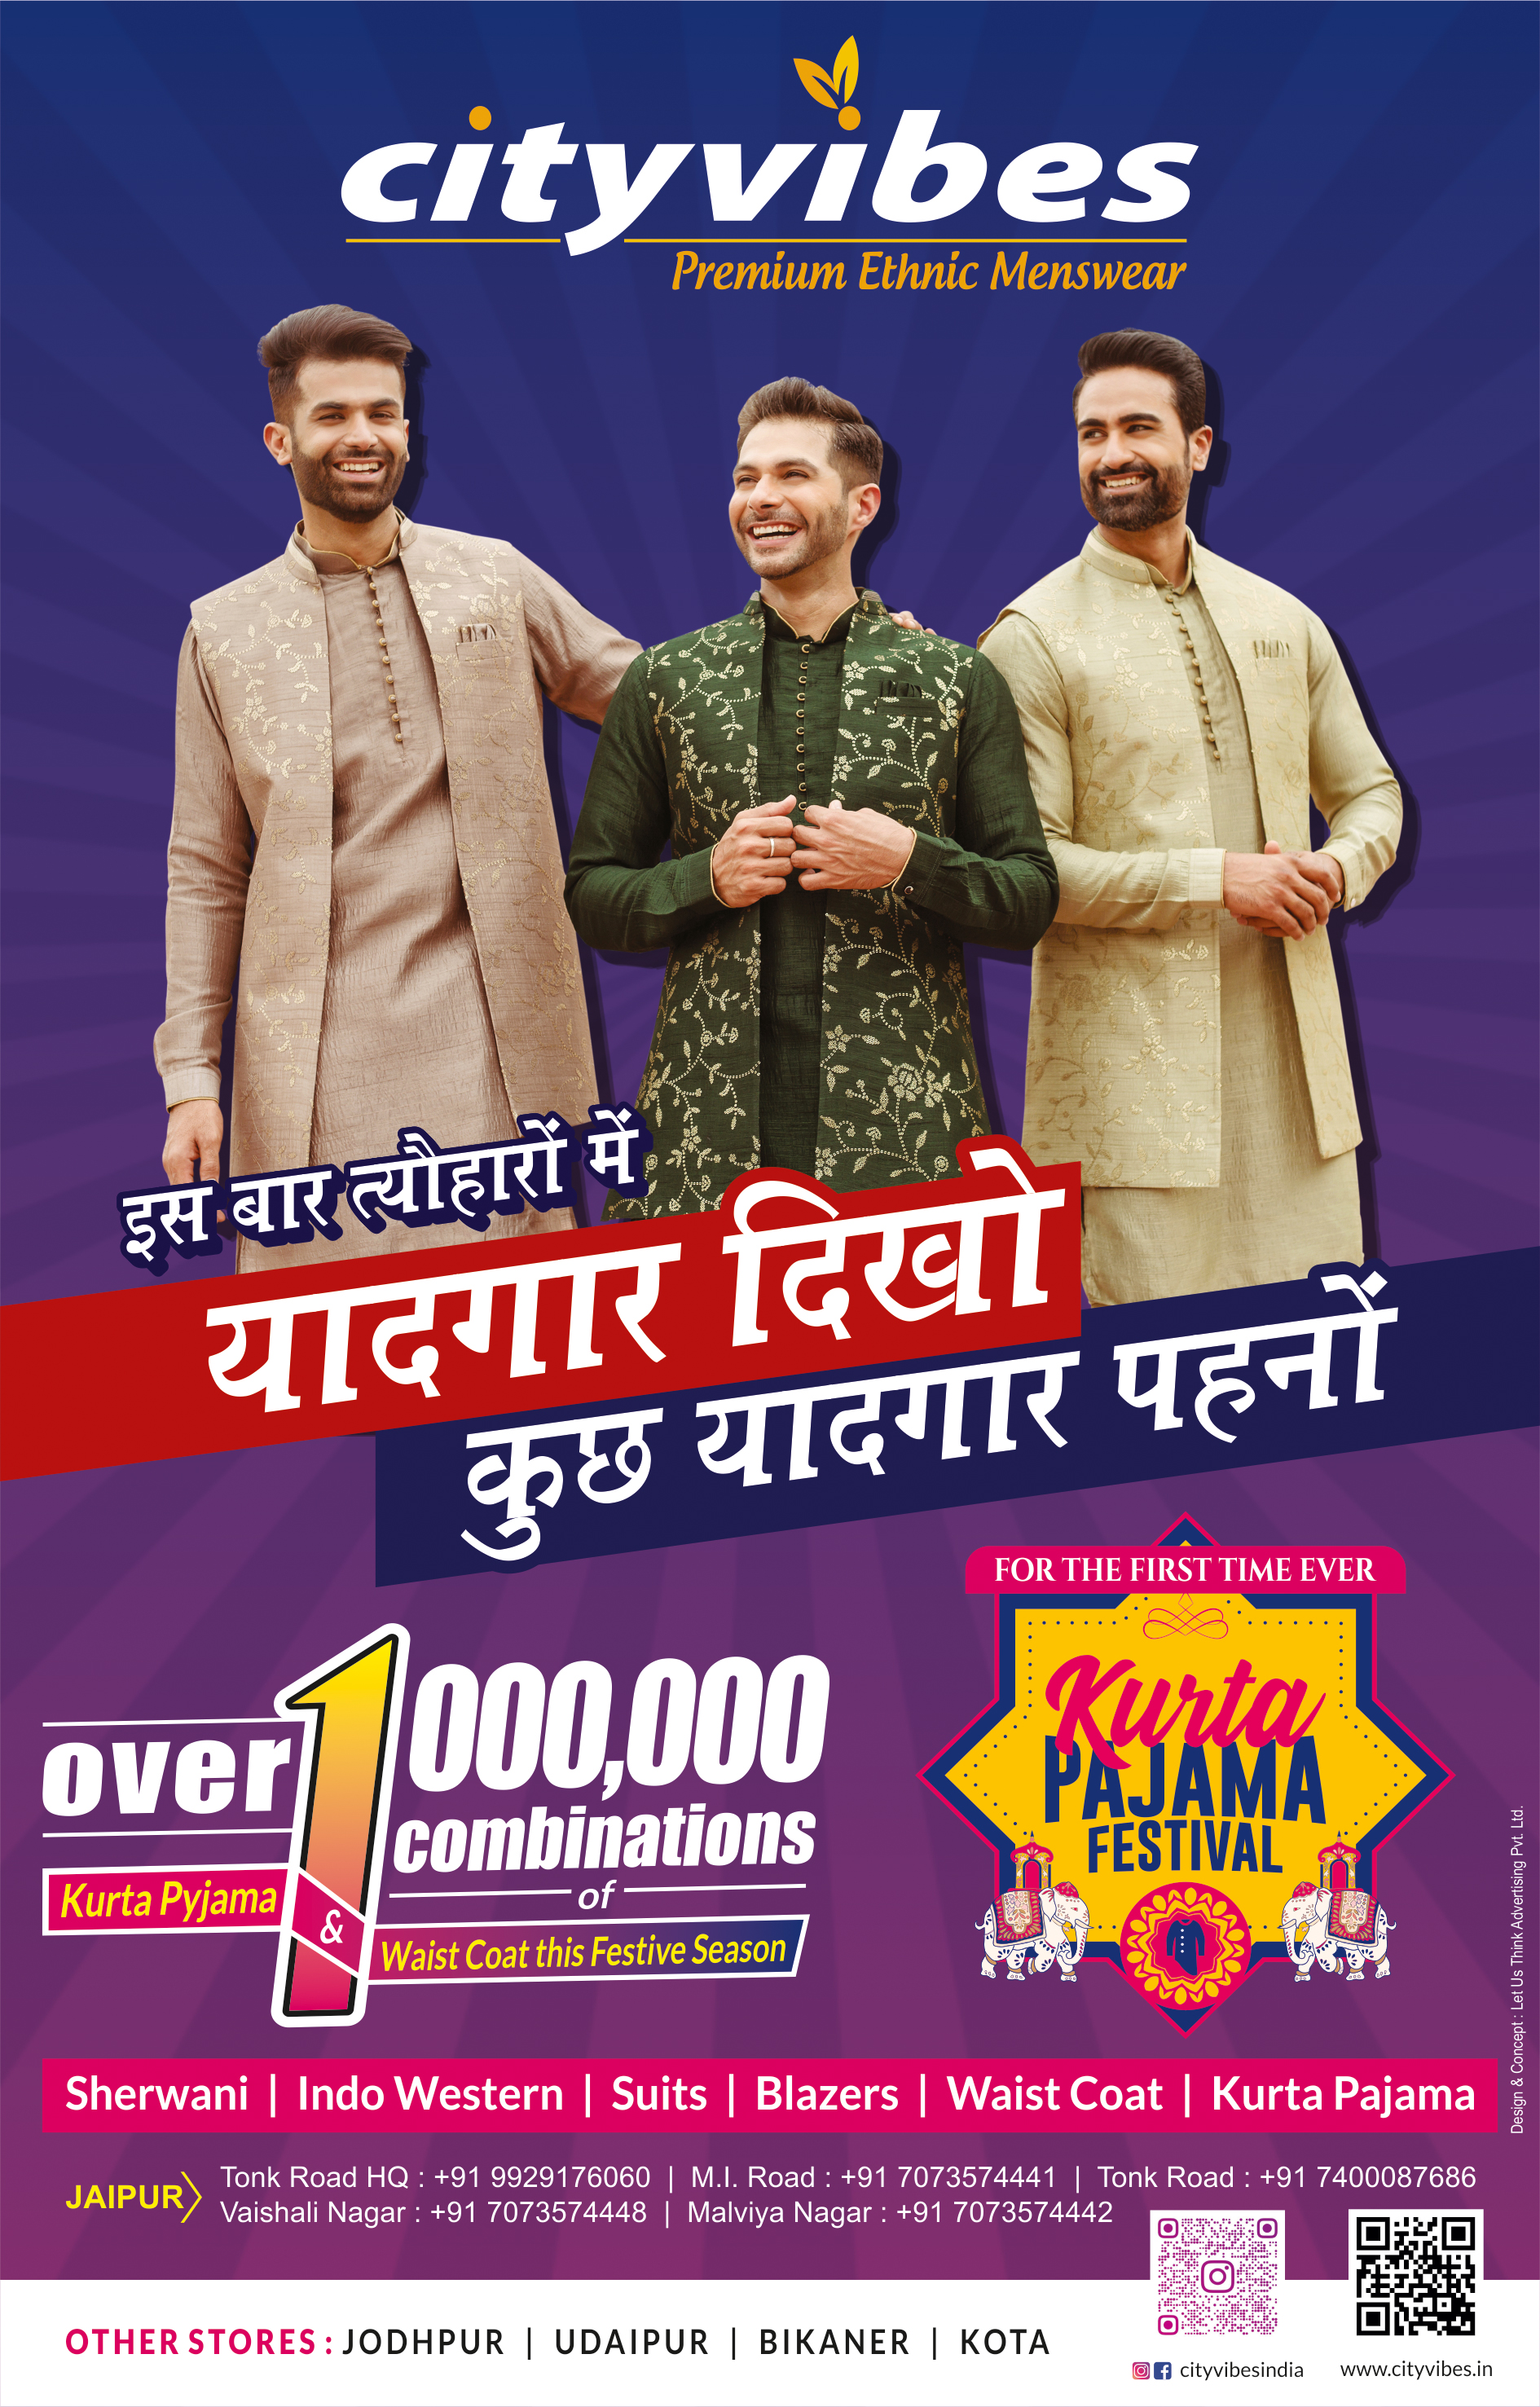 cityvibes
Premium Ethnic Menswear
इस बार त्यौहारों में
यादगार दिखो
कुछ यादगार पहनों
over 1000,000
combinations
of
Kurta Pyjama & Waist Coat this Festive Season
FOR THE FIRST TIME EVER
Kurta
PAJAMA
FESTIVAL
Design & Concept : Let Us Think Advertising Pvt. Ltd.
Sherwani | Indo Western | Suits | Blazers | Waist Coat | Kurta Pajama
JAIPUR
Tonk Road HQ : +91 9929176060 | M.I. Road : +91 7073574441 | Tonk Road : +91 7400087686
Vaishali Nagar : +91 7073574448 | Malviya Nagar : +91 7073574442
OTHER STORES : JODHPUR | UDAIPUR | BIKANER | KOTA
cityvibesindia
www.cityvibes.in